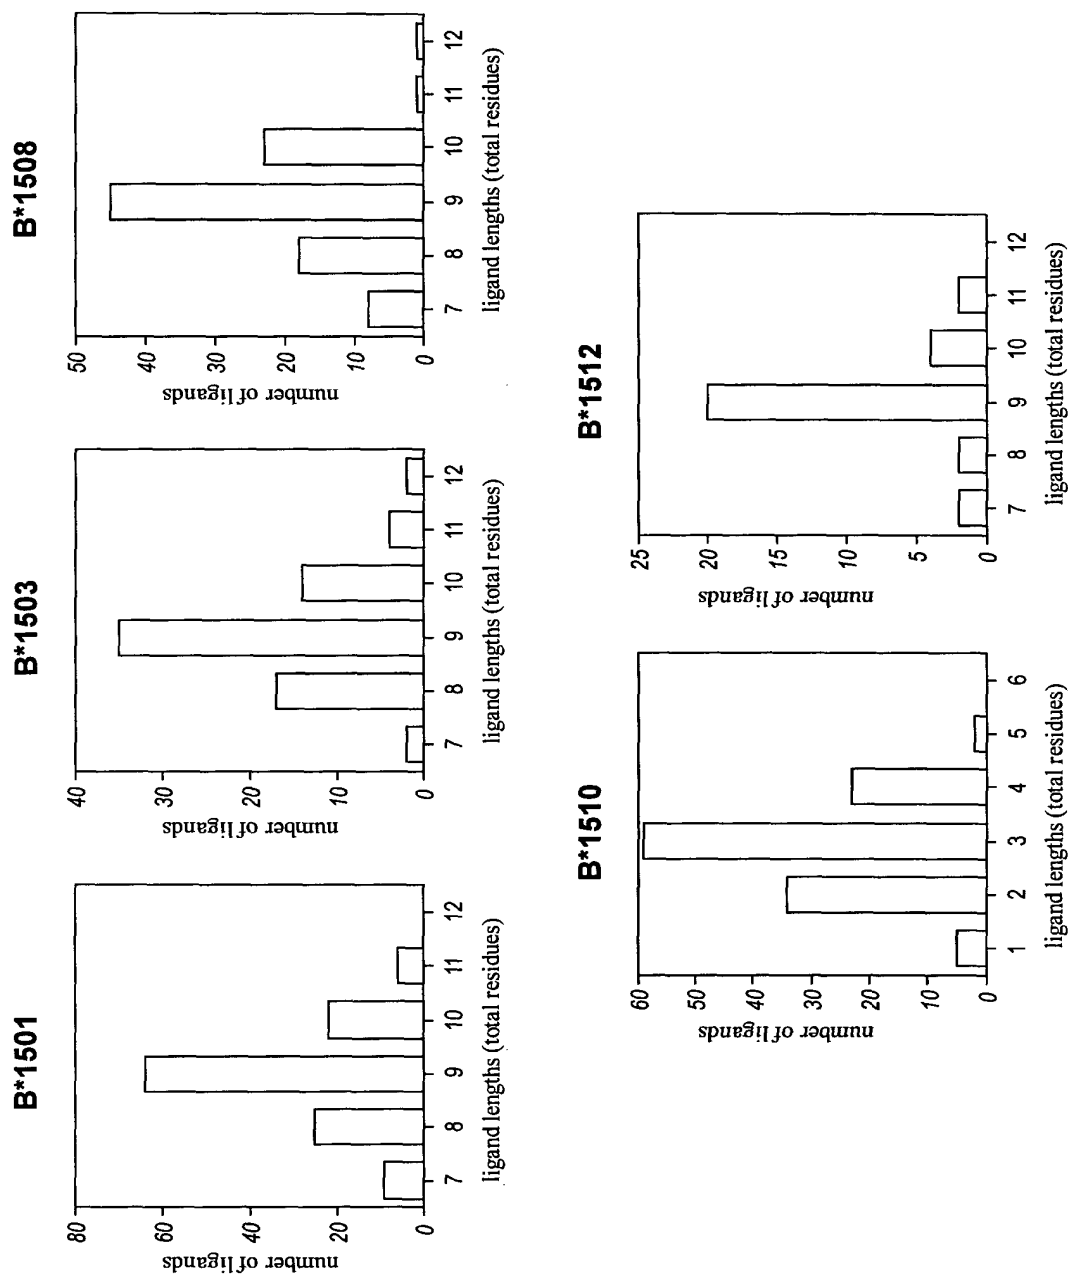 B*1501
number of ligands
80
60
40
20
0
7 8 9 10 11 12
ligand lengths (total residues)
B*1503
number of ligands
40
30
20
10
0
7 8 9 10 11 12
ligand lengths (total residues)
B*1508
number of ligands
50
40
30
20
10
0
7 8 9 10 11 12
ligand lengths (total residues)
B*1510
number of ligands
60
50
40
30
20
10
0
1 2 3 4 5 6
ligand lengths (total residues)
B*1512
number of ligands
25
20
15
10
5
0
7 8 9 10 11 12
ligand lengths (total residues)